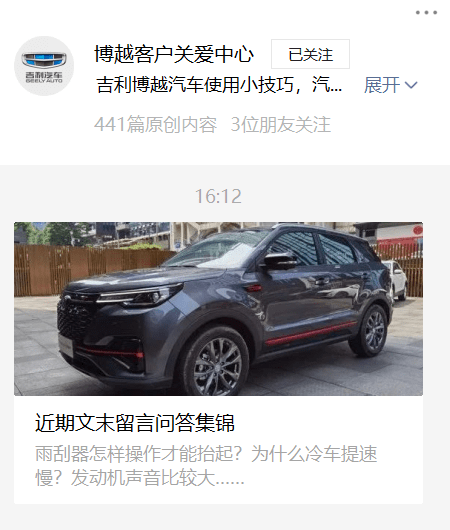 吉利汽车
GEELY AUTO
博越客户关爱中心
已关注
吉利博越汽车使用小技巧，汽...
展开
441篇原创内容 3位朋友关注
16:12
近期文末留言问答集锦
雨刮器怎样操作才能抬起？为什么冷车提速
慢？发动机声音比较大......